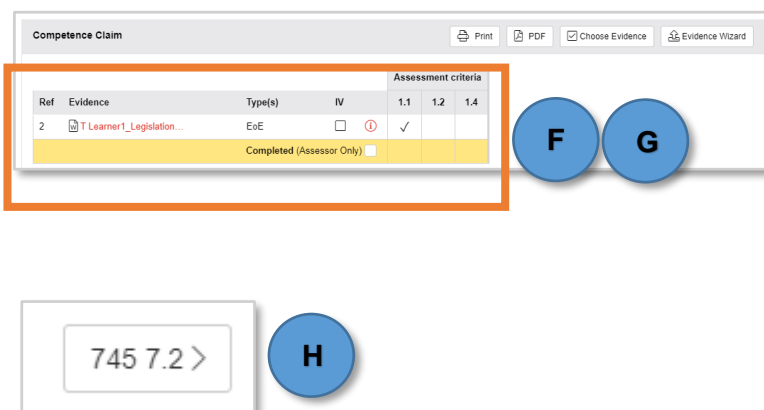 Competence Claim Print PDF Choose Evidence Evidence Wizard
Assessment criteria
Ref Evidence Type(s) IV 1.1 1.2 1.4
2 T Learner1_Legislation... EoE ✓
Completed (Assessor Only)
F G
745 7.2 > H